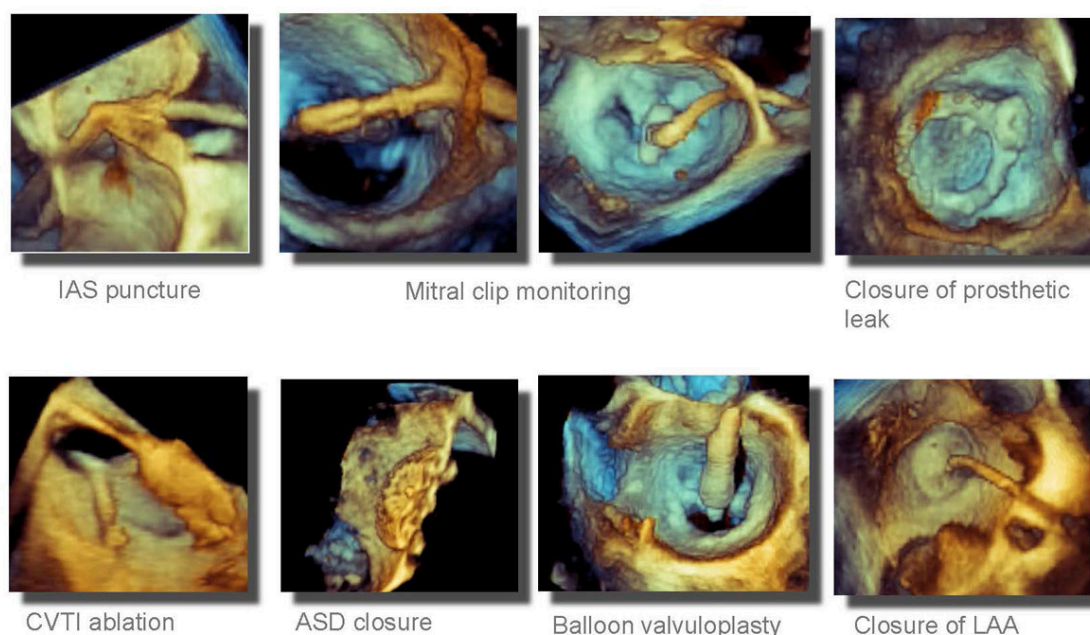 IAS puncture
Mitral clip monitoring
Closure of prosthetic
leak
CVTI ablation
ASD closure
Balloon valvuloplasty
Closure of LAA